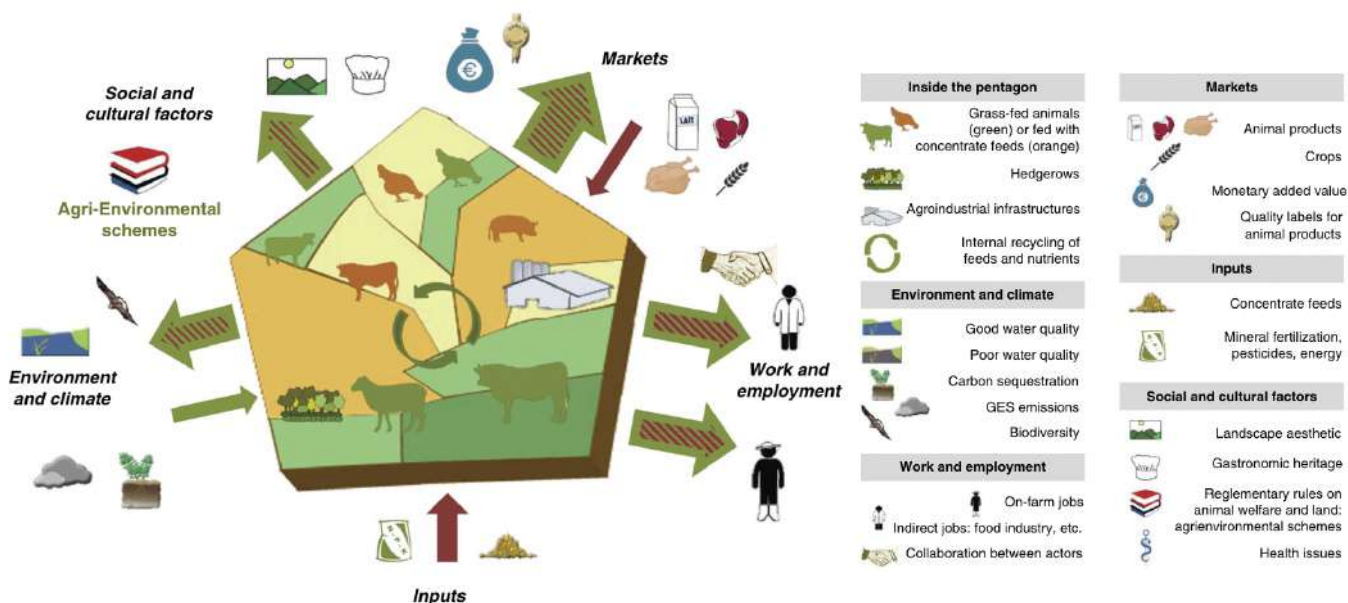 Markets
Social and
cultural factors
LAIT
Agri-Environmental
schemes
€
Environment
and climate
Work and
employment
Inputs
Inside the pentagon
Grass-fed animals
(green) or fed with
concentrate feeds (orange)
Hedgerows
Agroindustrial infrastructures
Internal recycling of
feeds and nutrients
Environment and climate
Good water quality
Poor water quality
Carbon sequestration
GES emissions
Biodiversity
Work and employment
On-farm jobs
Indirect jobs: food industry, etc.
Collaboration between actors
Markets
Animal products
Crops
€
Monetary added value
Quality labels for
animal products
Inputs
Concentrate feeds
Mineral fertilization,
pesticides, energy
Social and cultural factors
Landscape aesthetic
Gastronomic heritage
Reglementary rules on
animal welfare and land:
agrienvironmental schemes
Health issues